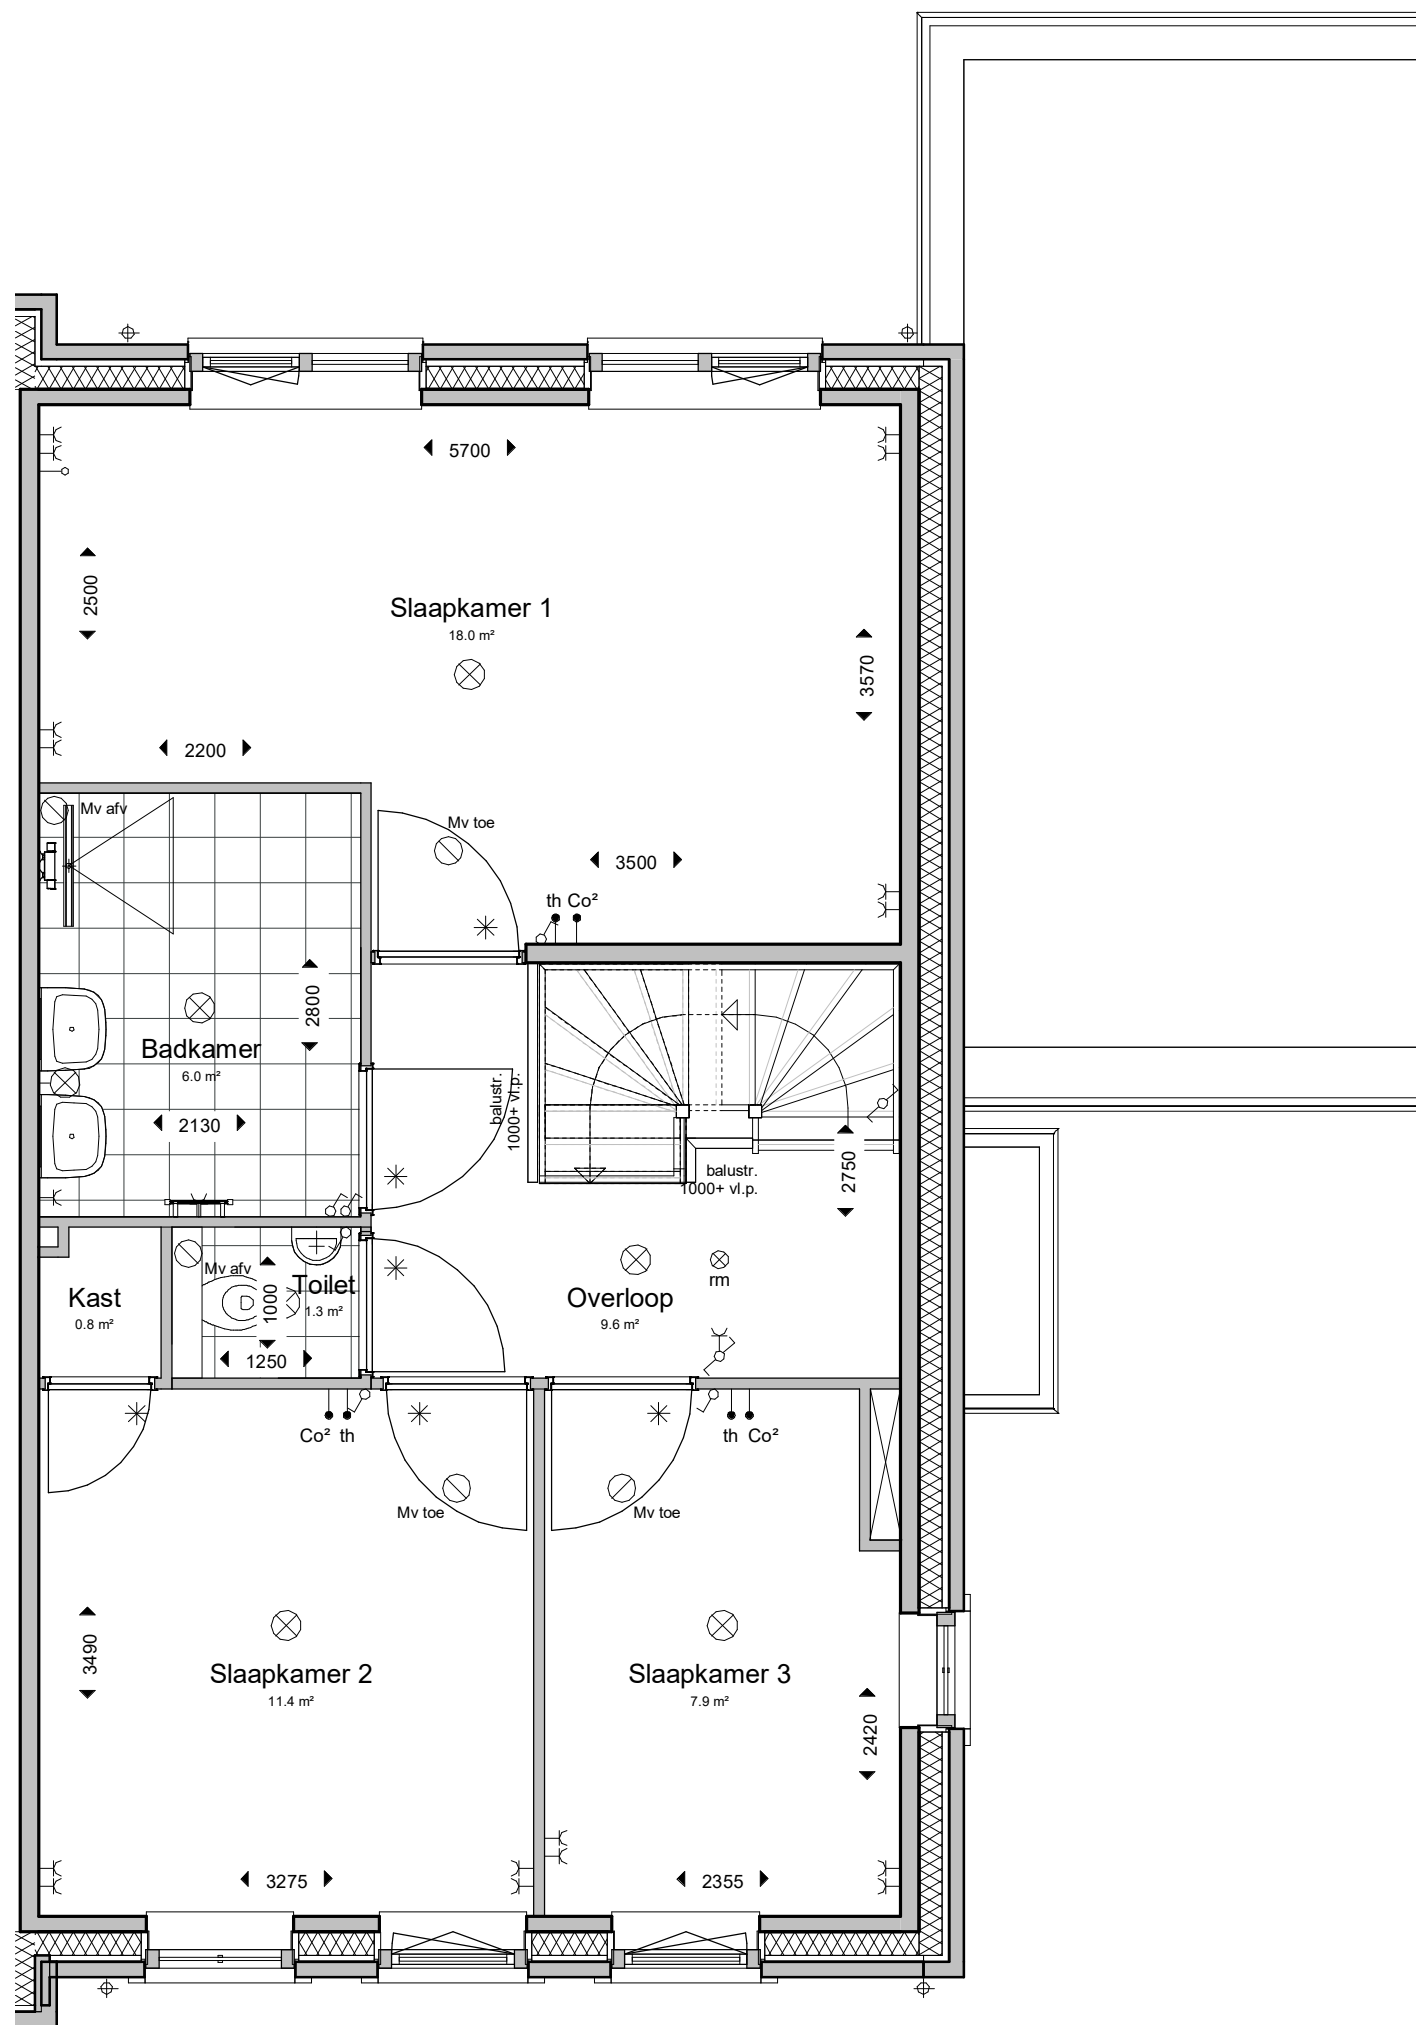 5700
2500
Slaapkamer 1
18.0 m²
3570
2200
Mv afv
Mv toe
3500
th Co²
2800
Badkamer
6.0 m²
balustr.
1000+ vl.p.
2130
2750
balustr.
1000+ vl.p.
Mv afv
Toilet
1.3 m²
1000
1250
Kast
0.8 m²
rm
Overloop
9.6 m²
Co² th
th Co²
Mv toe
Mv toe
3490
Slaapkamer 2
11.4 m²
Slaapkamer 3
7.9 m²
2420
3275
2355